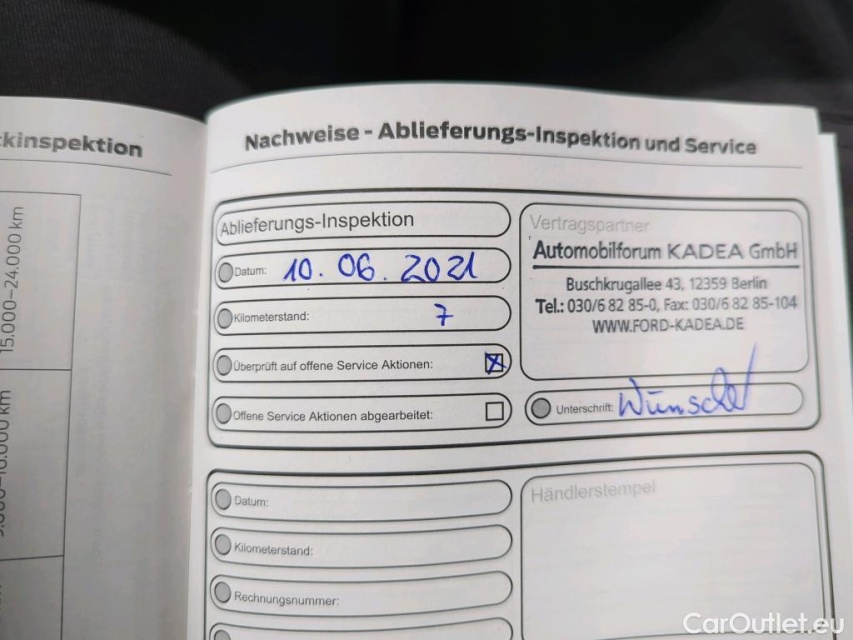 ckinspektion
15.000–24.000 km
Nachweise - Ablieferungs-Inspektion und Service
Ablieferungs-Inspektion
Datum: 10.06.2021
Kilometerstand: 7
Überprüft auf offene Service Aktionen:
Offene Service Aktionen abgearbeitet:
Vertragspartner
Automobilforum KADEA GmbH
Buschkrugallee 43, 12359 Berlin
Tel.: 030/6 82 85-0, Fax: 030/6 82 85-104
WWW.FORD-KADEA.DE
Unterschrift:
Datum:
Kilometerstand:
Rechnungsnummer:
Händlerstempel
CarOutlet.eu